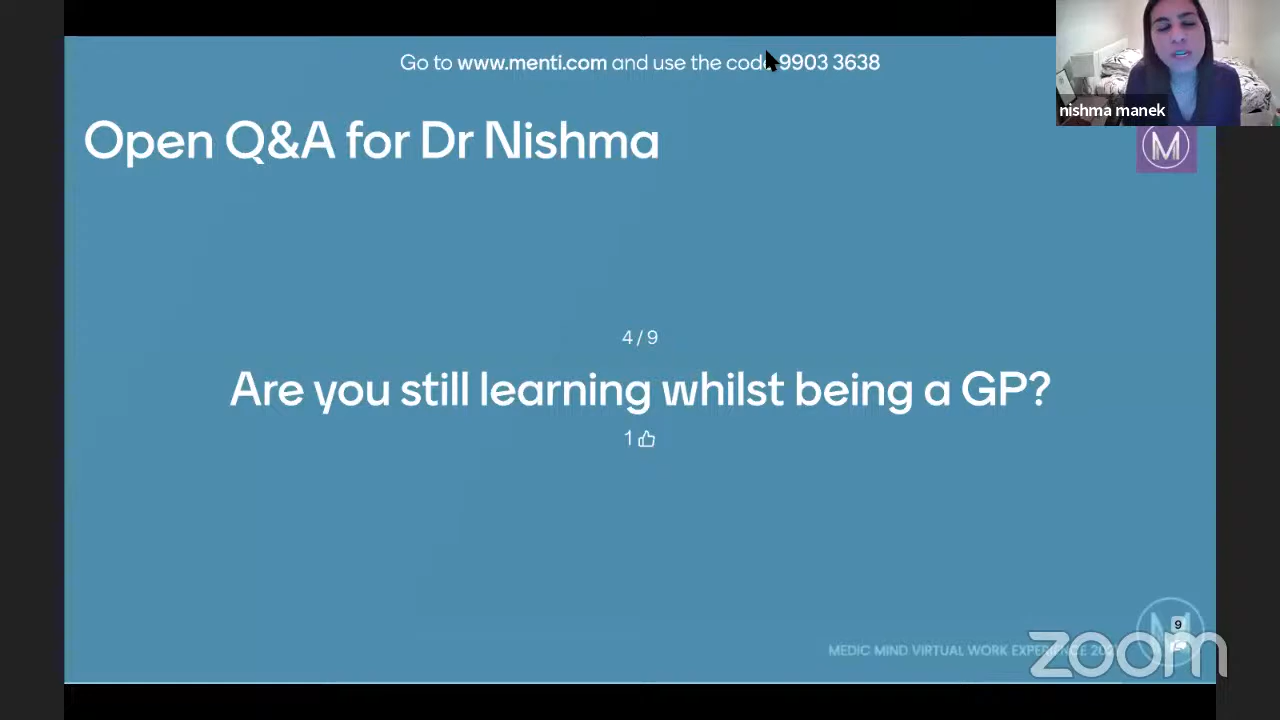 Go to www.menti.com and use the code 9903 3638
nishma manek
Open Q&A for Dr Nishma
M
4 / 9
Are you still learning whilst being a GP?
1
9
MEDIC MIND VIRTUAL WORK EXPERIENCE
zoom